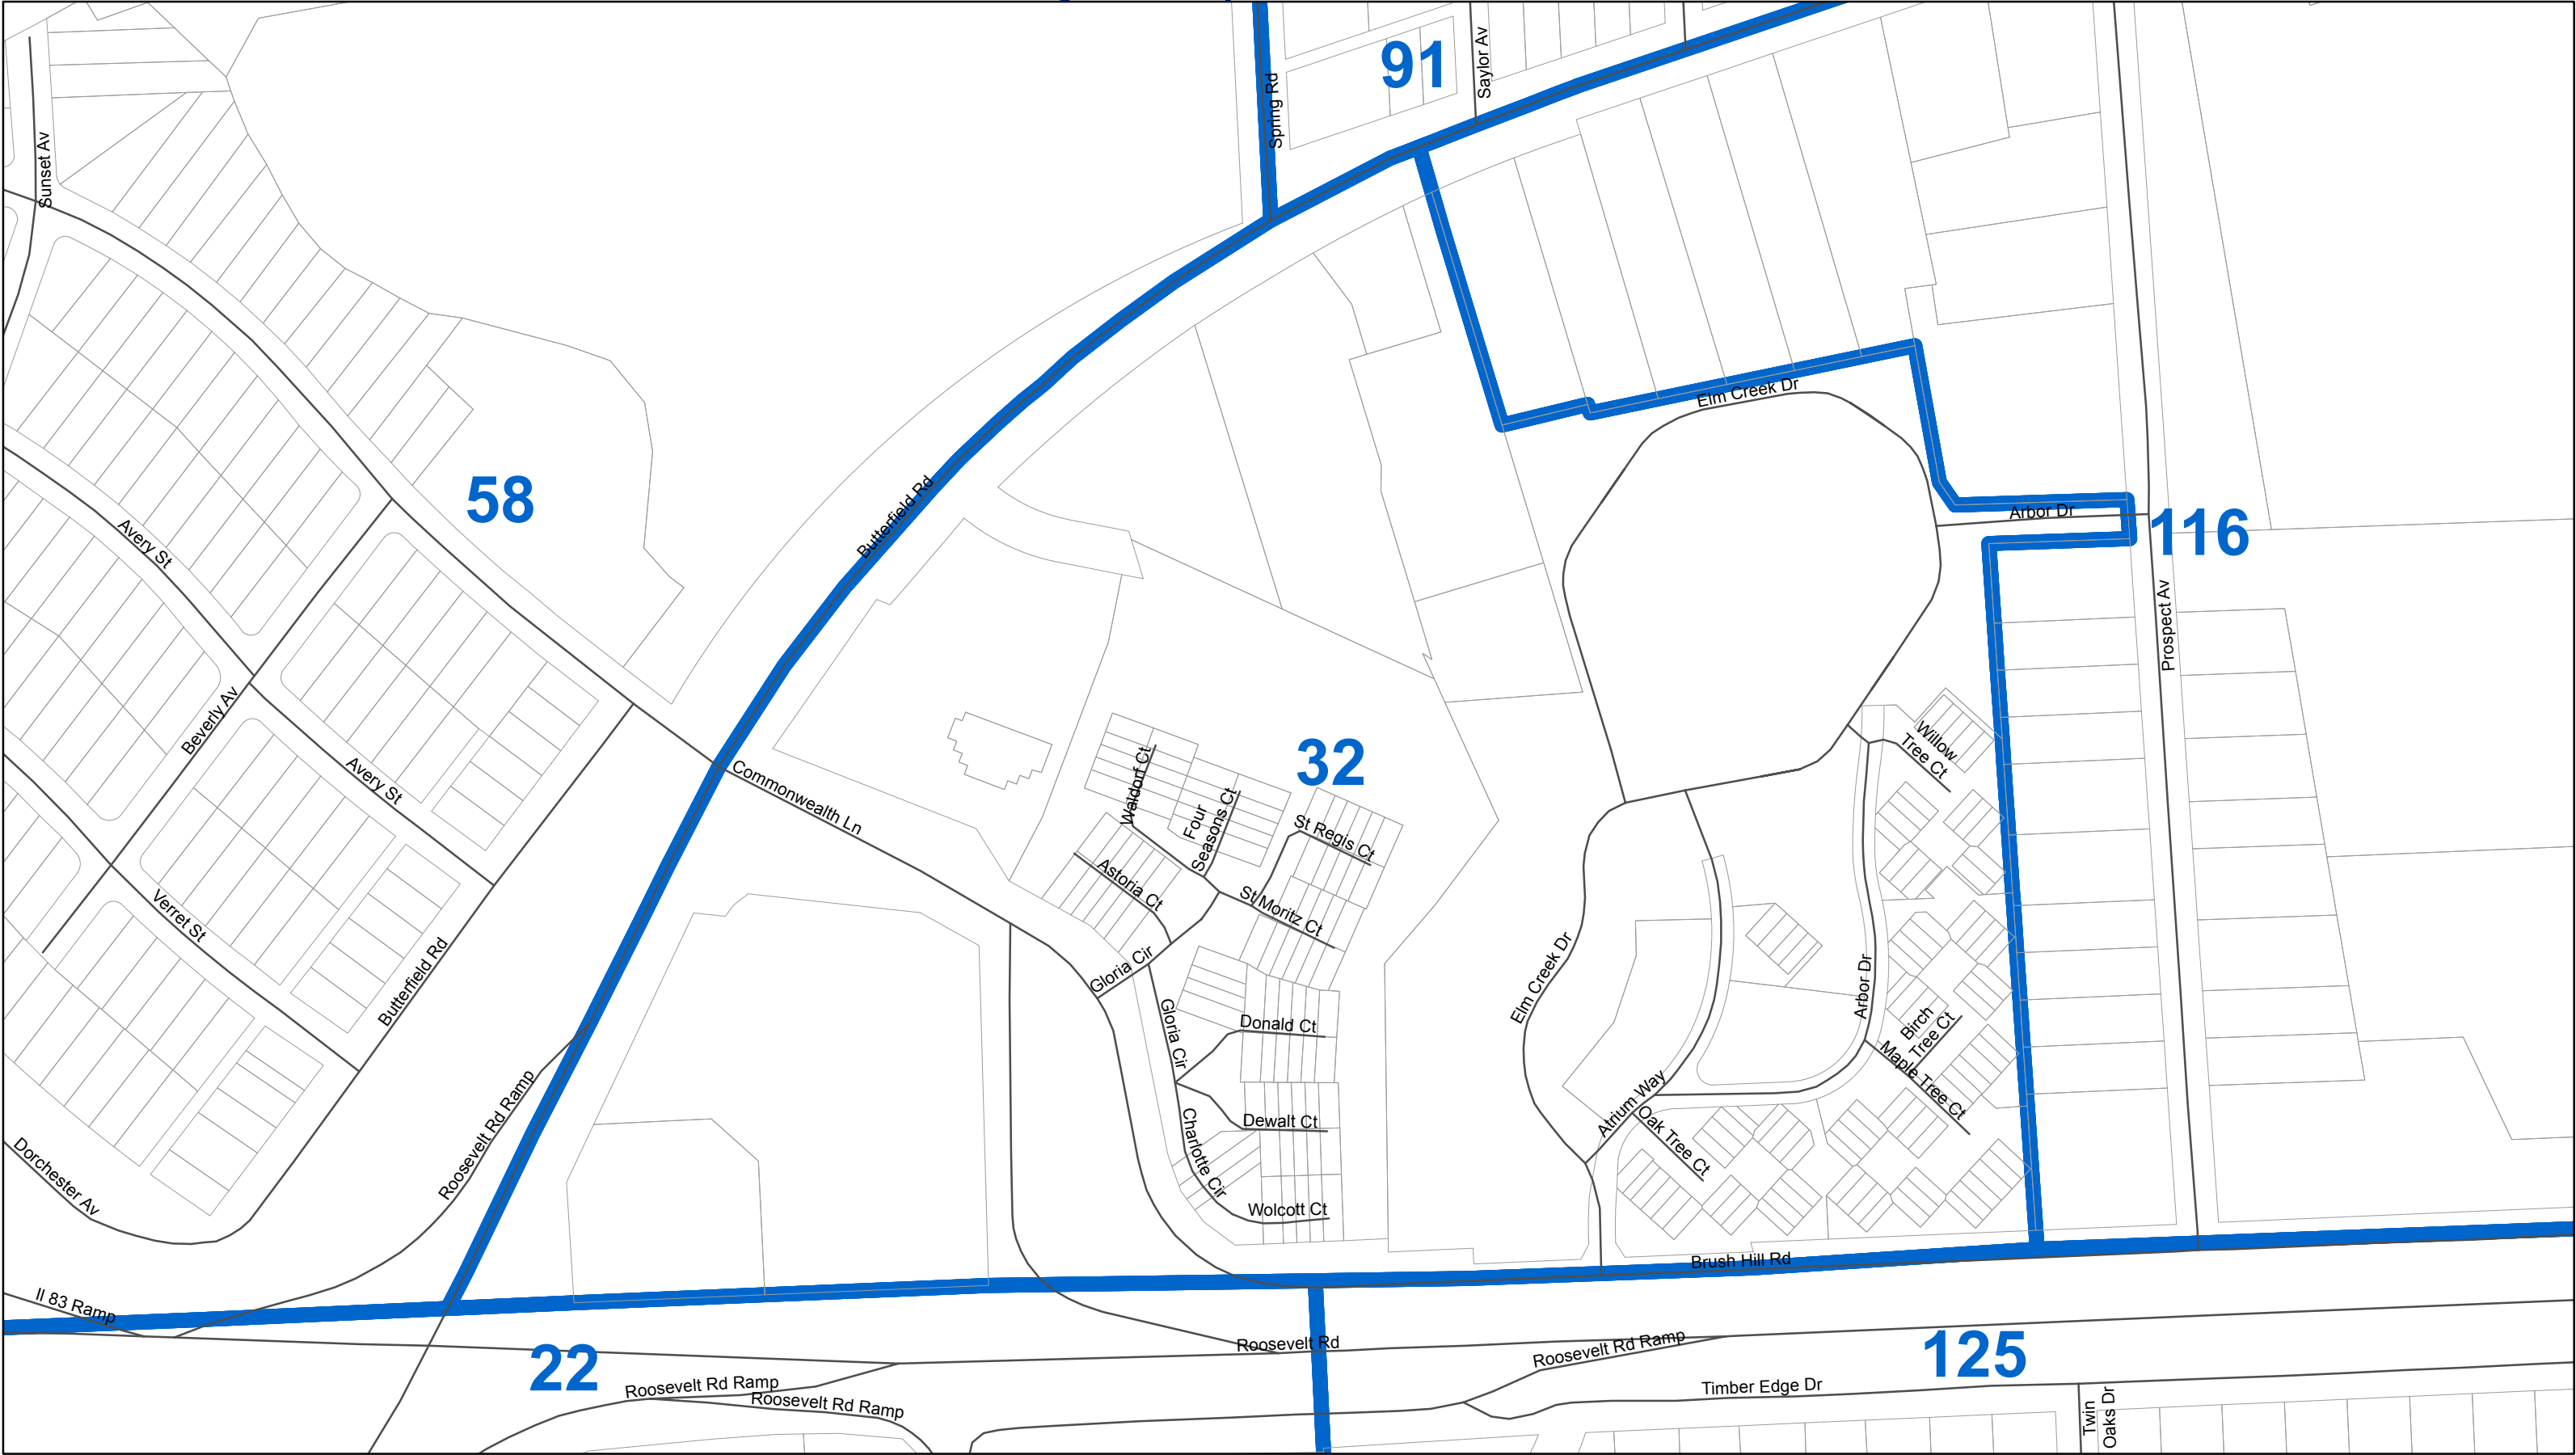 91
Saylor Av
Spring Rd
Sunset Av
Elm Creek Dr
58
Butterfield Rd
Avery St
Arbor Dr
116
Prospect Av
Beverly Av
Avery St
Commonwealth Ln
Waldorf Ct
Four
Seasons Ct
32
St Regis Ct
Willow
Tree Ct
Astoria Ct
St Moritz Ct
Verret St
Butterfield Rd
Gloria Cir
Elm Creek Dr
Arbor Dr
Gloria Cir
Donald Ct
Birch
Tree Ct
Maple Tree Ct
Roosevelt Rd Ramp
Dewalt Ct
Charlotte Cir
Atrium Way
Oak Tree Ct
Dorchester Av
Wolcott Ct
Brush Hill Rd
Il 83 Ramp
22
Roosevelt Rd
Roosevelt Rd Ramp
125
Roosevelt Rd Ramp
Roosevelt Rd Ramp
Timber Edge Dr
Twin
Oaks Dr